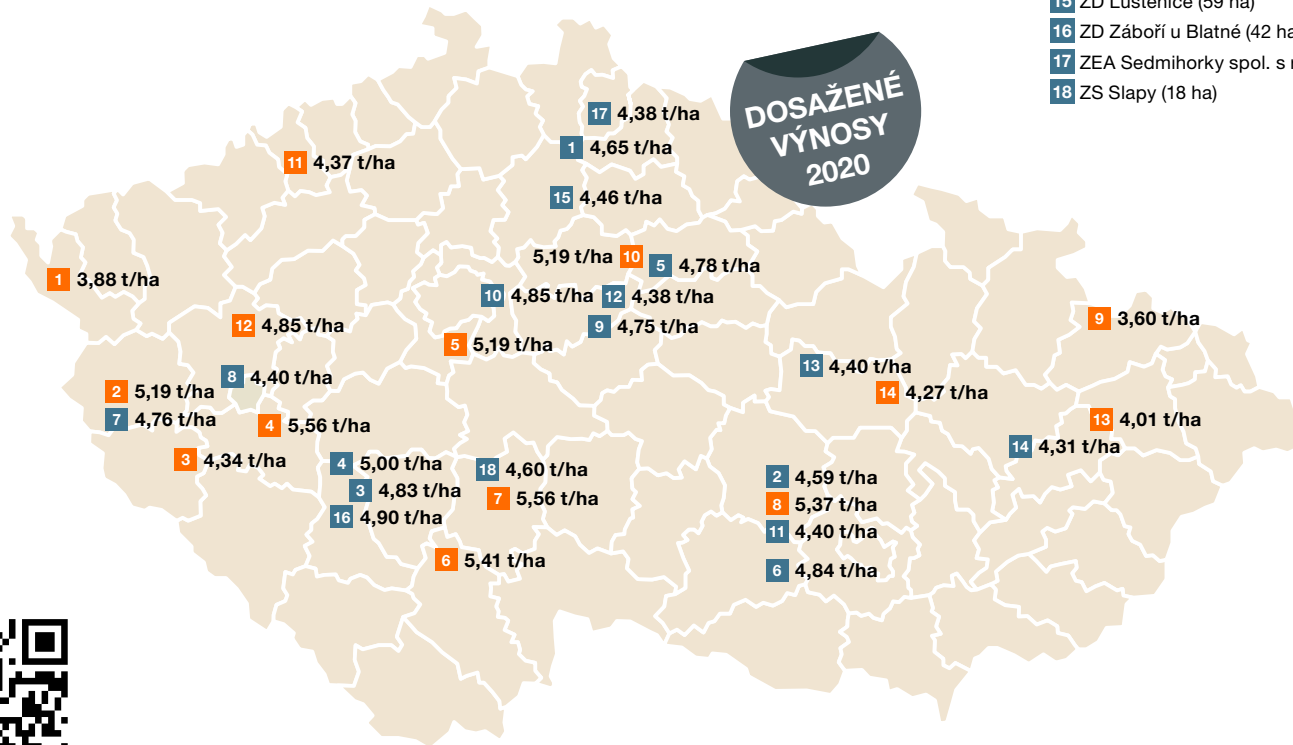 15 ZD Luštěnice (59 ha)
16 ZD Záboří u Blatné (42 ha
17 ZEA Sedmihorky spol. s r
18 ZS Slapy (18 ha)
DOSAŽENÉ
VÝNOSY
2020
17 4,38 t/ha
1 4,65 t/ha
11 4,37 t/ha
15 4,46 t/ha
5,19 t/ha 10
5 4,78 t/ha
1 3,88 t/ha
10 4,85 t/ha
12 4,38 t/ha
12 4,85 t/ha
9 4,75 t/ha
9 3,60 t/ha
5 5,19 t/ha
13 4,40 t/ha
8 4,40 t/ha
2 5,19 t/ha
14 4,27 t/ha
7 4,76 t/ha
4 5,56 t/ha
13 4,01 t/ha
14 4,31 t/ha
3 4,34 t/ha
4 5,00 t/ha
18 4,60 t/ha
2 4,59 t/ha
3 4,83 t/ha
7 5,56 t/ha
8 5,37 t/ha
16 4,90 t/ha
11 4,40 t/ha
6 5,41 t/ha
6 4,84 t/ha